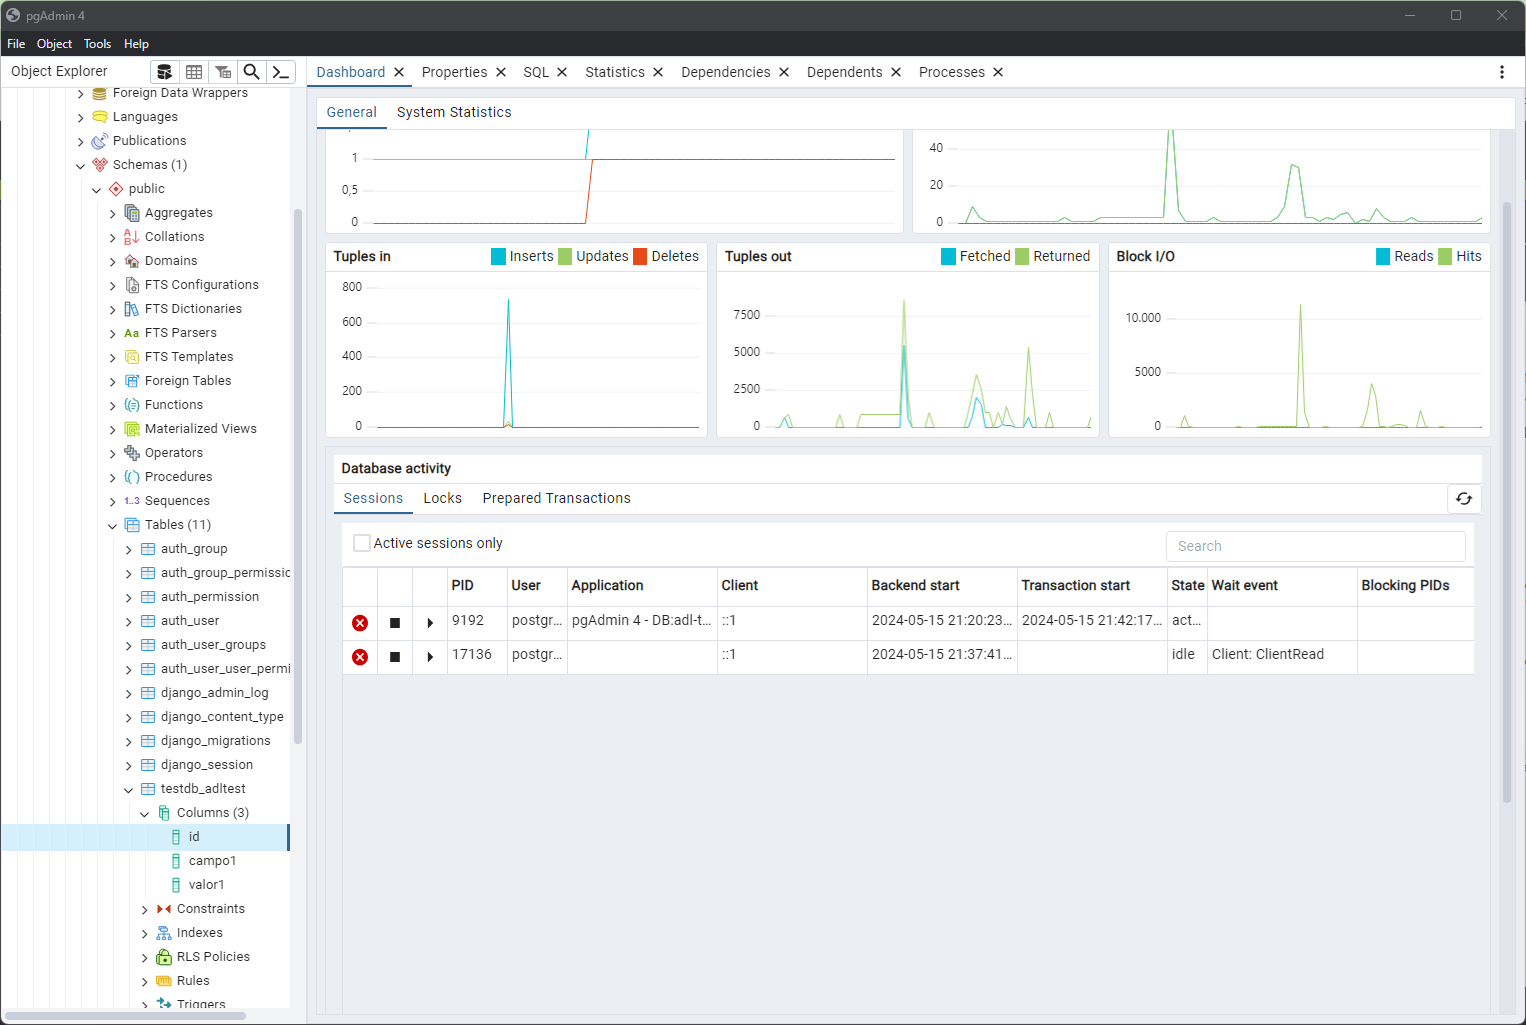 pgAdmin 4
File Object Tools Help
Object Explorer
Dashboard Properties SQL Statistics Dependencies Dependents Processes
General System Statistics
Foreign Data Wrappers
Languages
Publications
Schemas (1)
public
Aggregates
Collations
Domains
FTS Configurations
FTS Dictionaries
Aa FTS Parsers
FTS Templates
Foreign Tables
Functions
Materialized Views
Operators
Procedures
1..3 Sequences
Tables (11)
auth_group
auth_group_permissic
auth_permission
auth_user
auth_user_groups
auth_user_user_permi
django_admin_log
django_content_type
django_migrations
django_session
testdb_adltest
Columns (3)
id
campo1
valor1
Constraints
Indexes
RLS Policies
Rules
Triggers
1
0,5
0
40
20
0
Tuples in Inserts Updates Deletes
800
600
400
200
0
Tuples out Fetched Returned
7500
5000
2500
0
Block I/O Reads Hits
10.000
5000
0
Database activity
Sessions Locks Prepared Transactions
Active sessions only Search
PID User Application Client Backend start Transaction start State Wait event Blocking PIDs
9192 postgr... pgAdmin 4 - DB:adl-t... ::1 2024-05-15 21:20:23... 2024-05-15 21:42:17... act...
17136 postgr... ::1 2024-05-15 21:37:41... idle Client: ClientRead